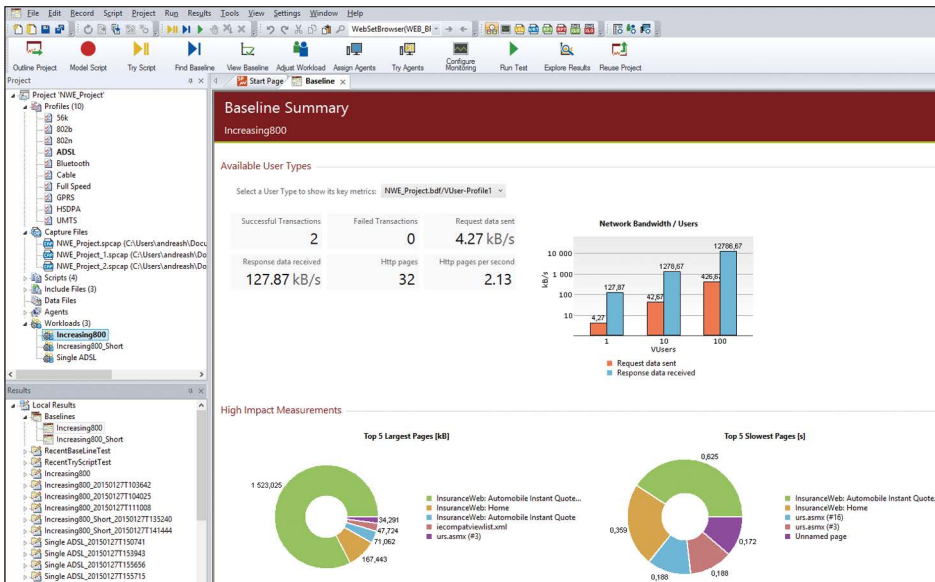 File Edit Record Script Project Run Results Tools View Settings Window Help
WebSetBrowser(WEB_BF
Outline Project Model Script Try Script Find Baseline View Baseline Adjust Workload Assign Agents Try Agents Configure Monitoring Run Test Explore Results Reuse Project
Project
Start Page Baseline
Project 'NWE_Project'
Profiles (10)
56k
802b
802n
ADSL
Bluetooth
Cable
Full Speed
GPRS
HSDPA
UMTS
Capture Files
NWE_Project.spcap (C:\Users\andreash\Docu
NWE_Project_1.spcap (C:\Users\andreash\Do
NWE_Project_2.spcap (C:\Users\andreash\Do
Scripts (4)
Include Files (3)
Data Files
Agents
Workloads (3)
Increasing800
Increasing800_Short
Single ADSL
Results
Local Results
Baselines
Increasing800
Increasing800_Short
RecentBaseLineTest
RecentTryScriptTest
Increasing800
Increasing800_20150127T103642
Increasing800_20150127T104025
Increasing800_20150127T111008
Increasing800_Short_20150127T135240
Increasing800_Short_20150127T141444
Single ADSL_20150127T150741
Single ADSL_20150127T153943
Single ADSL_20150127T155656
Single ADSL_20150127T155715
Baseline Summary
Increasing800
Available User Types
Select a User Type to show its key metrics: NWE_Project.bdf/VUser-Profile1
Successful Transactions
2
Failed Transactions
0
Request data sent
4.27 kB/s
Response data received
127.87 kB/s
Http pages
32
Http pages per second
2.13
Network Bandwidth / Users
kB/s
10 000
1 000
100
10
4,27
127,87
42,67
1278,67
426,67
12786,67
1 10 100
VUsers
Request data sent
Response data received
High Impact Measurements
Top 5 Largest Pages [kB]
1 523,025
34,291
47,724
71,062
167,443
InsuranceWeb: Automobile Instant Quote...
InsuranceWeb: Home
InsuranceWeb: Automobile Instant Quote
iecompatviewlist.xml
urs.asmx (#3)
Top 5 Slowest Pages [s]
0,625
0,359
0,172
0,188
0,188
InsuranceWeb: Automobile Instant Quote.
InsuranceWeb: Home
urs.asmx (#16)
urs.asmx (#3)
Unnamed page